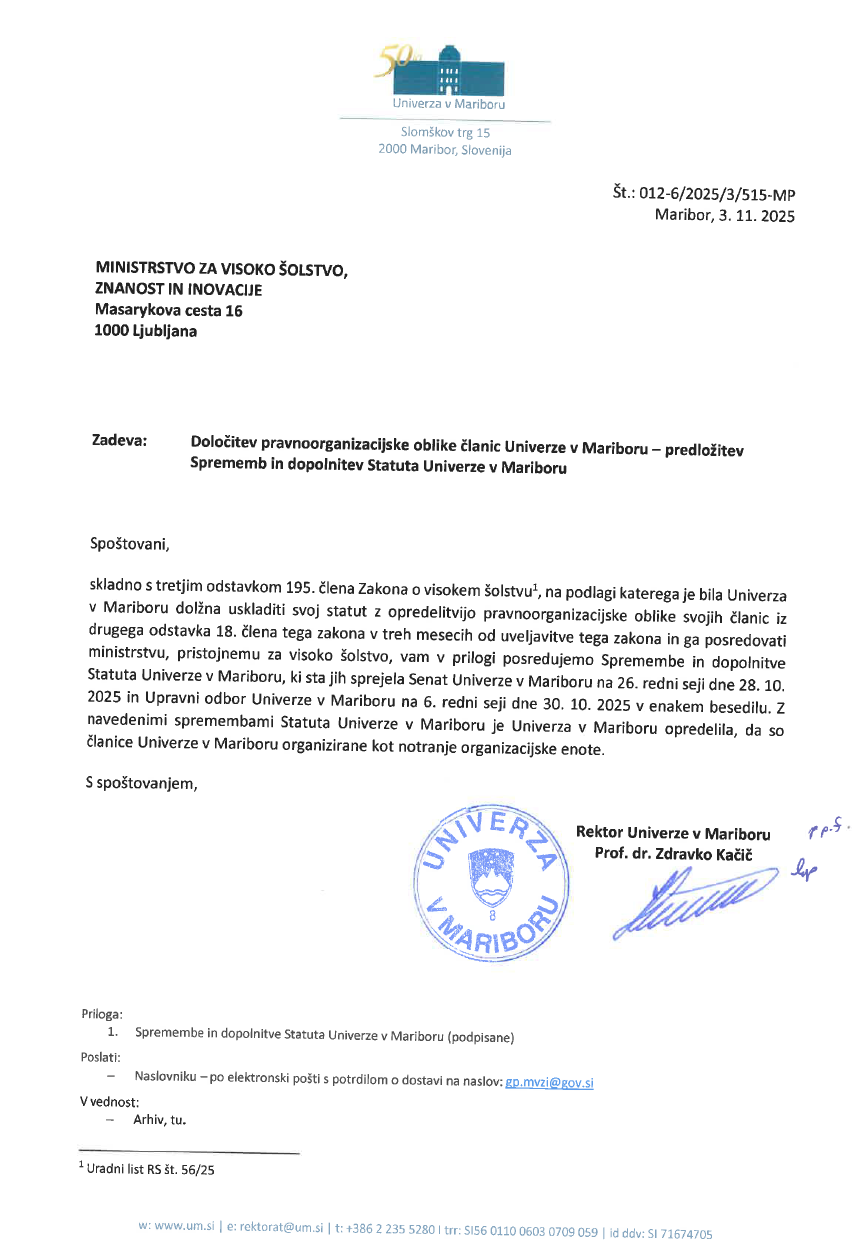 50
Univerza v Mariboru
Slomškov trg 15
2000 Maribor, Slovenija
Št.: 012-6/2025/3/515-MP
Maribor, 3. 11. 2025
MINISTRSTVO ZA VISOKO ŠOLSTVO,
ZNANOST IN INOVACIJE
Masarykova cesta 16
1000 Ljubljana
Zadeva: Določitev pravnoorganizacijske oblike članic Univerze v Mariboru – predložitev
Sprememb in dopolnitev Statuta Univerze v Mariboru
Spoštovani,
skladno s tretjim odstavkom 195. člena Zakona o visokem šolstvu¹, na podlagi katerega je bila Univerza
v Mariboru dolžna uskladiti svoj statut z opredelitvijo pravnoorganizacijske oblike svojih članic iz
drugega odstavka 18. člena tega zakona v treh mesecih od uveljavitve tega zakona in ga posredovati
ministrstvu, pristojnemu za visoko šolstvo, vam v prilogi posredujemo Spremembe in dopolnitve
Statuta Univerze v Mariboru, ki sta jih sprejela Senat Univerze v Mariboru na 26. redni seji dne 28. 10.
2025 in Upravni odbor Univerze v Mariboru na 6. redni seji dne 30. 10. 2025 v enakem besedilu. Z
navedenimi spremembami Statuta Univerze v Mariboru je Univerza v Mariboru opredelila, da so
članice Univerze v Mariboru organizirane kot notranje organizacijske enote.
S spoštovanjem,
UNIVERZA
V MARIBORU
8
Rektor Univerze v Mariboru
Prof. dr. Zdravko Kačič
Priloga:
1. Spremembe in dopolnitve Statuta Univerze v Mariboru (podpisane)
Poslati:
– Naslovniku – po elektronski pošti s potrdilom o dostavi na naslov: gp.mvzi@gov.si
V vednost:
– Arhiv, tu.
¹ Uradni list RS št. 56/25
w: www.um.si | e: rektorat@um.si | t: +386 2 235 5280 | trr: SI56 0110 0603 0709 059 | id ddv: SI 71674705